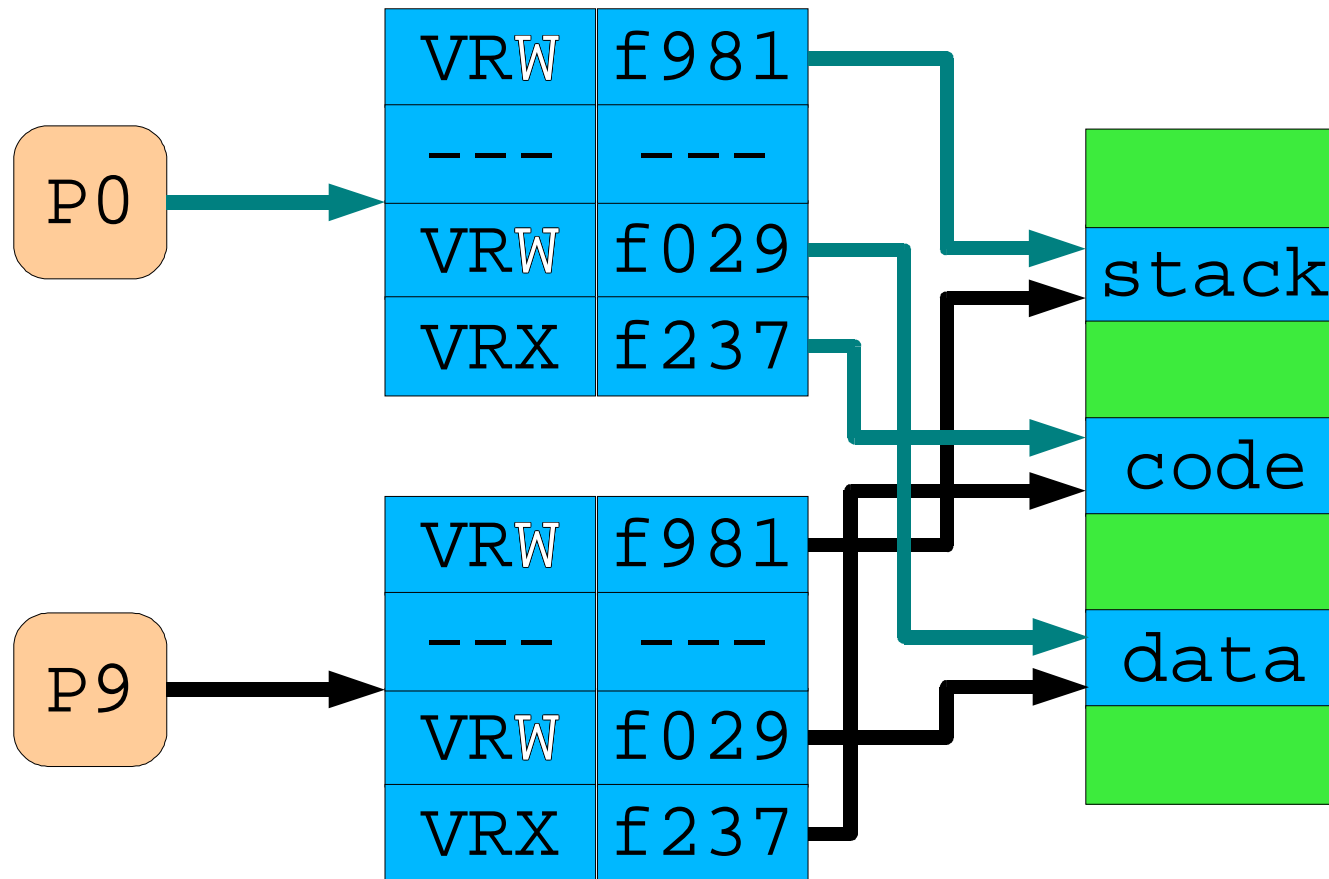 P0
VRW f981
--- ---
VRW f029
VRX f237
P9
VRW f981
--- ---
VRW f029
VRX f237
stack
code
data